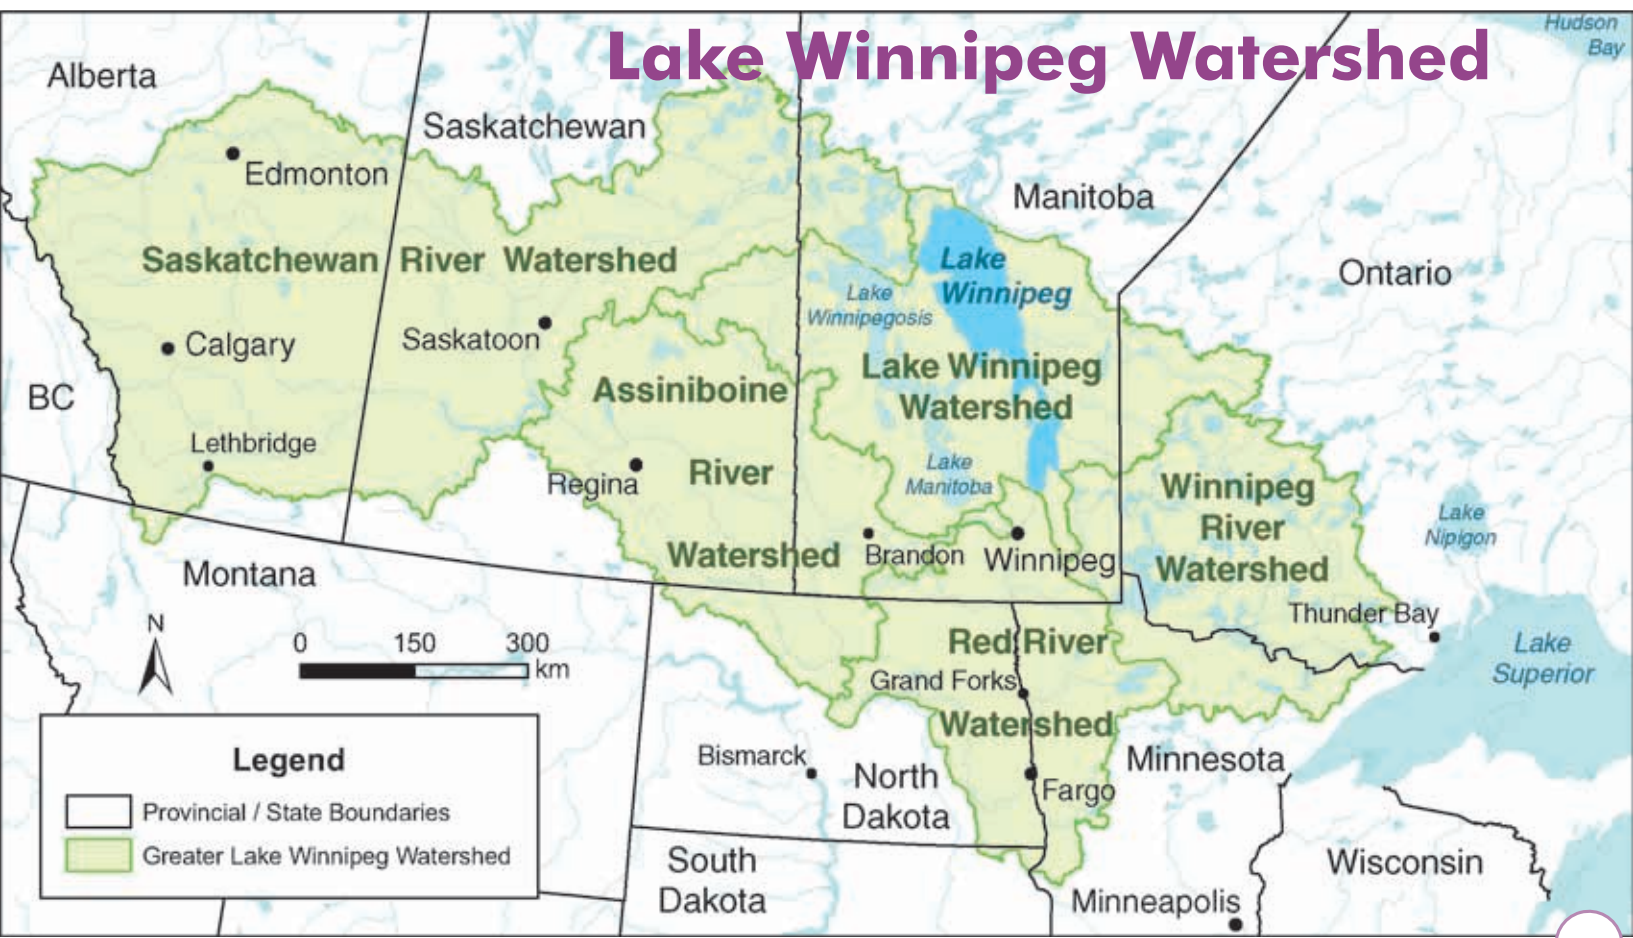 Lake Winnipeg Watershed
Hudson
Bay
Alberta
Saskatchewan
Edmonton
Manitoba
Saskatchewan River Watershed
Lake
Winnipeg
Ontario
Lake
Winnipegosis
Saskatoon
Calgary
Lake Winnipeg
Watershed
BC
Assiniboine
River
Watershed
Lethbridge
Regina
Lake
Manitoba
Winnipeg
River
Watershed
Lake
Nipigon
Brandon
Winnipeg
Montana
Thunder Bay
N
0 150 300
km
Red River
Watershed
Grand Forks
Lake
Superior
Bismarck
North
Dakota
Fargo
Minnesota
Legend
Provincial / State Boundaries
Greater Lake Winnipeg Watershed
South
Dakota
Minneapolis
Wisconsin